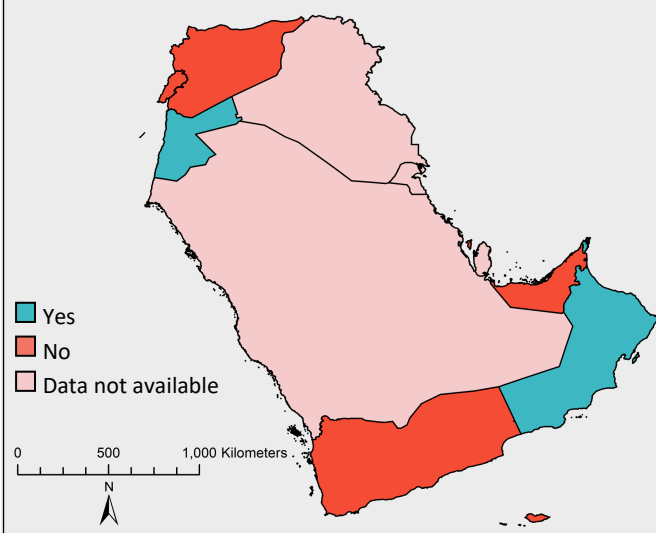 Yes
No
Data not available
0 500 1,000 Kilometers
N